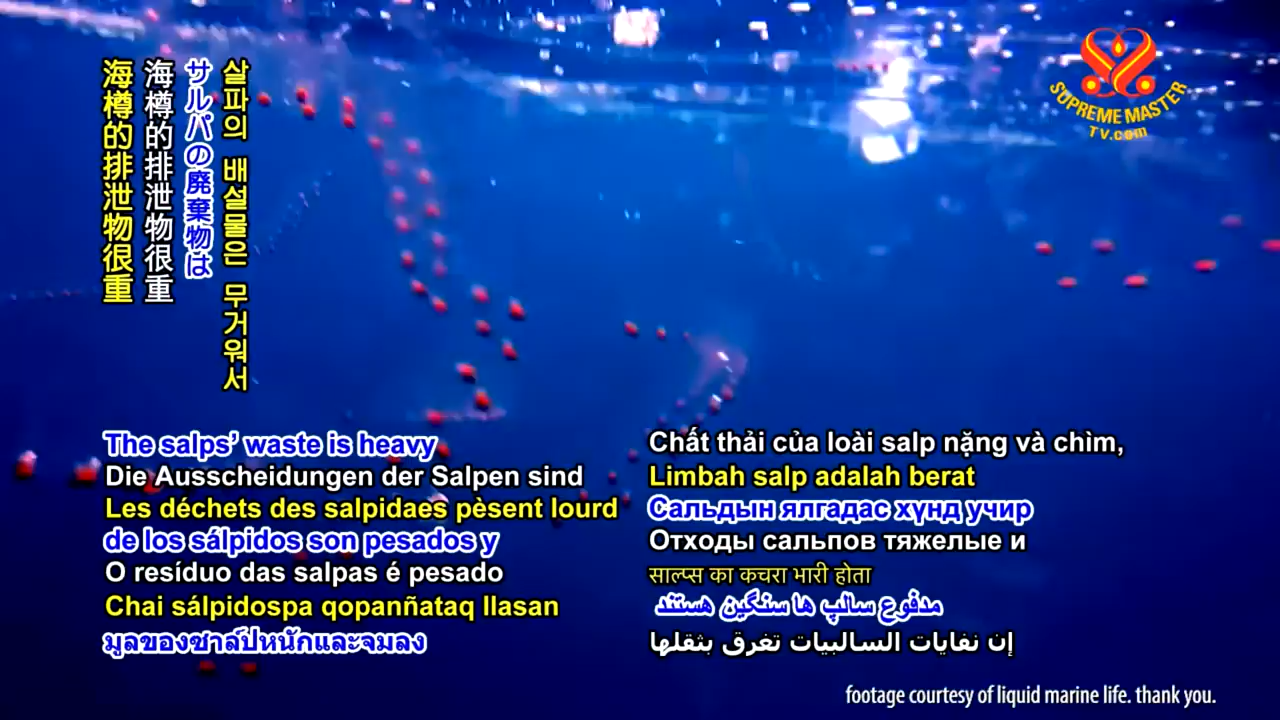 海樽的排泄物很重
海樽的排泄物很重
サルパの廃棄物は
살파의 배설물은 무거워서
SUPREME MASTER
TV.com
The salps’ waste is heavy
Die Ausscheidungen der Salpen sind
Les déchets des salpidaes pèsent lourd
de los sálpidos son pesados y
O resíduo das salpas é pesado
Chai sálpidospa qopanñataq llasan
มูลของซาล์ปหนักและจมลง
Chất thải của loài salp nặng và chìm,
Limbah salp adalah berat
Сальдын ялгадас хүнд учир
Отходы сальпов тяжелые и
साल्प्स का कचरा भारी होता
مدفوع سالپ ها سنگین هستند
إن نفايات السالبيات تغرق بثقلها
footage courtesy of liquid marine life. thank you.